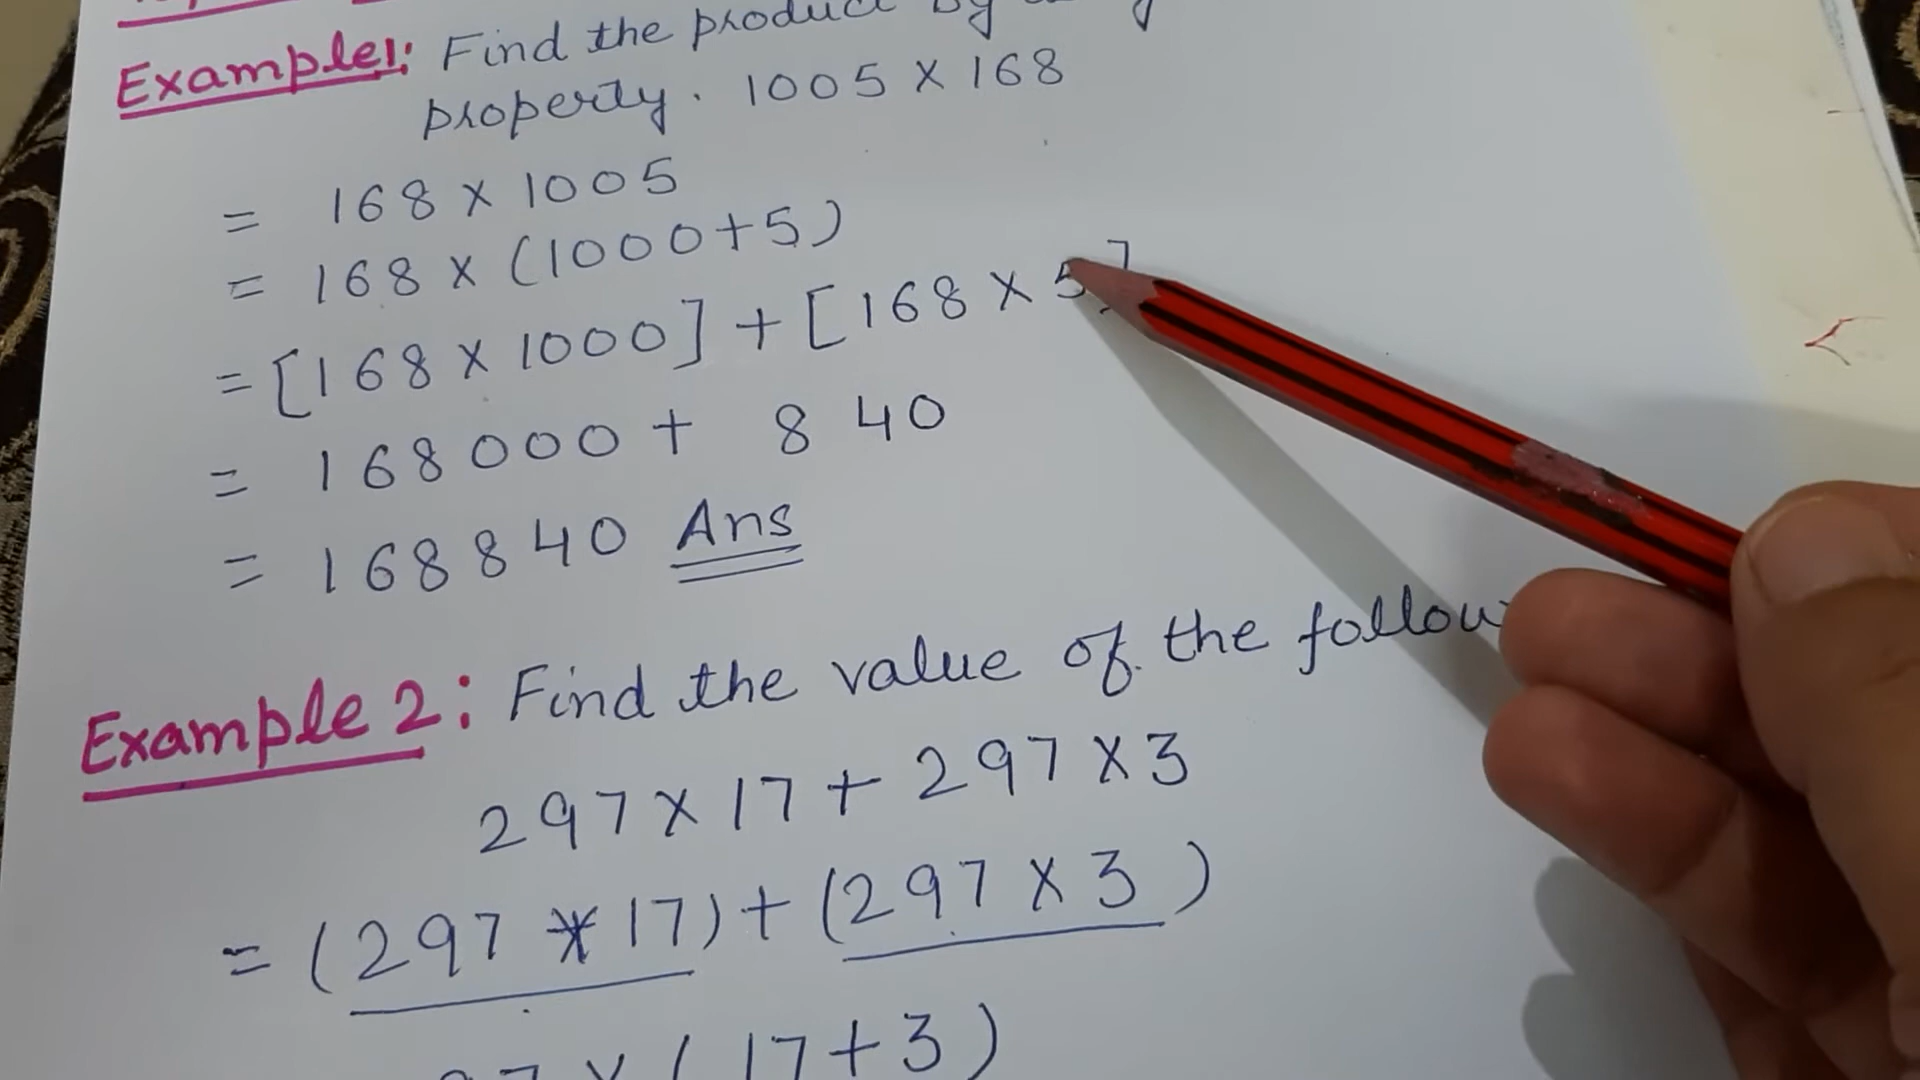 Example1: Find the product by
property. 1005 × 168
= 168 × 1005
= 168 × (1000+5)
= [168 × 1000] + [168 × 5]
= 168000 + 840
= 168840 Ans
Example 2: Find the value of the follow
297 × 17 + 297 × 3
= (297 × 17) + (297 × 3)
× (17+3)